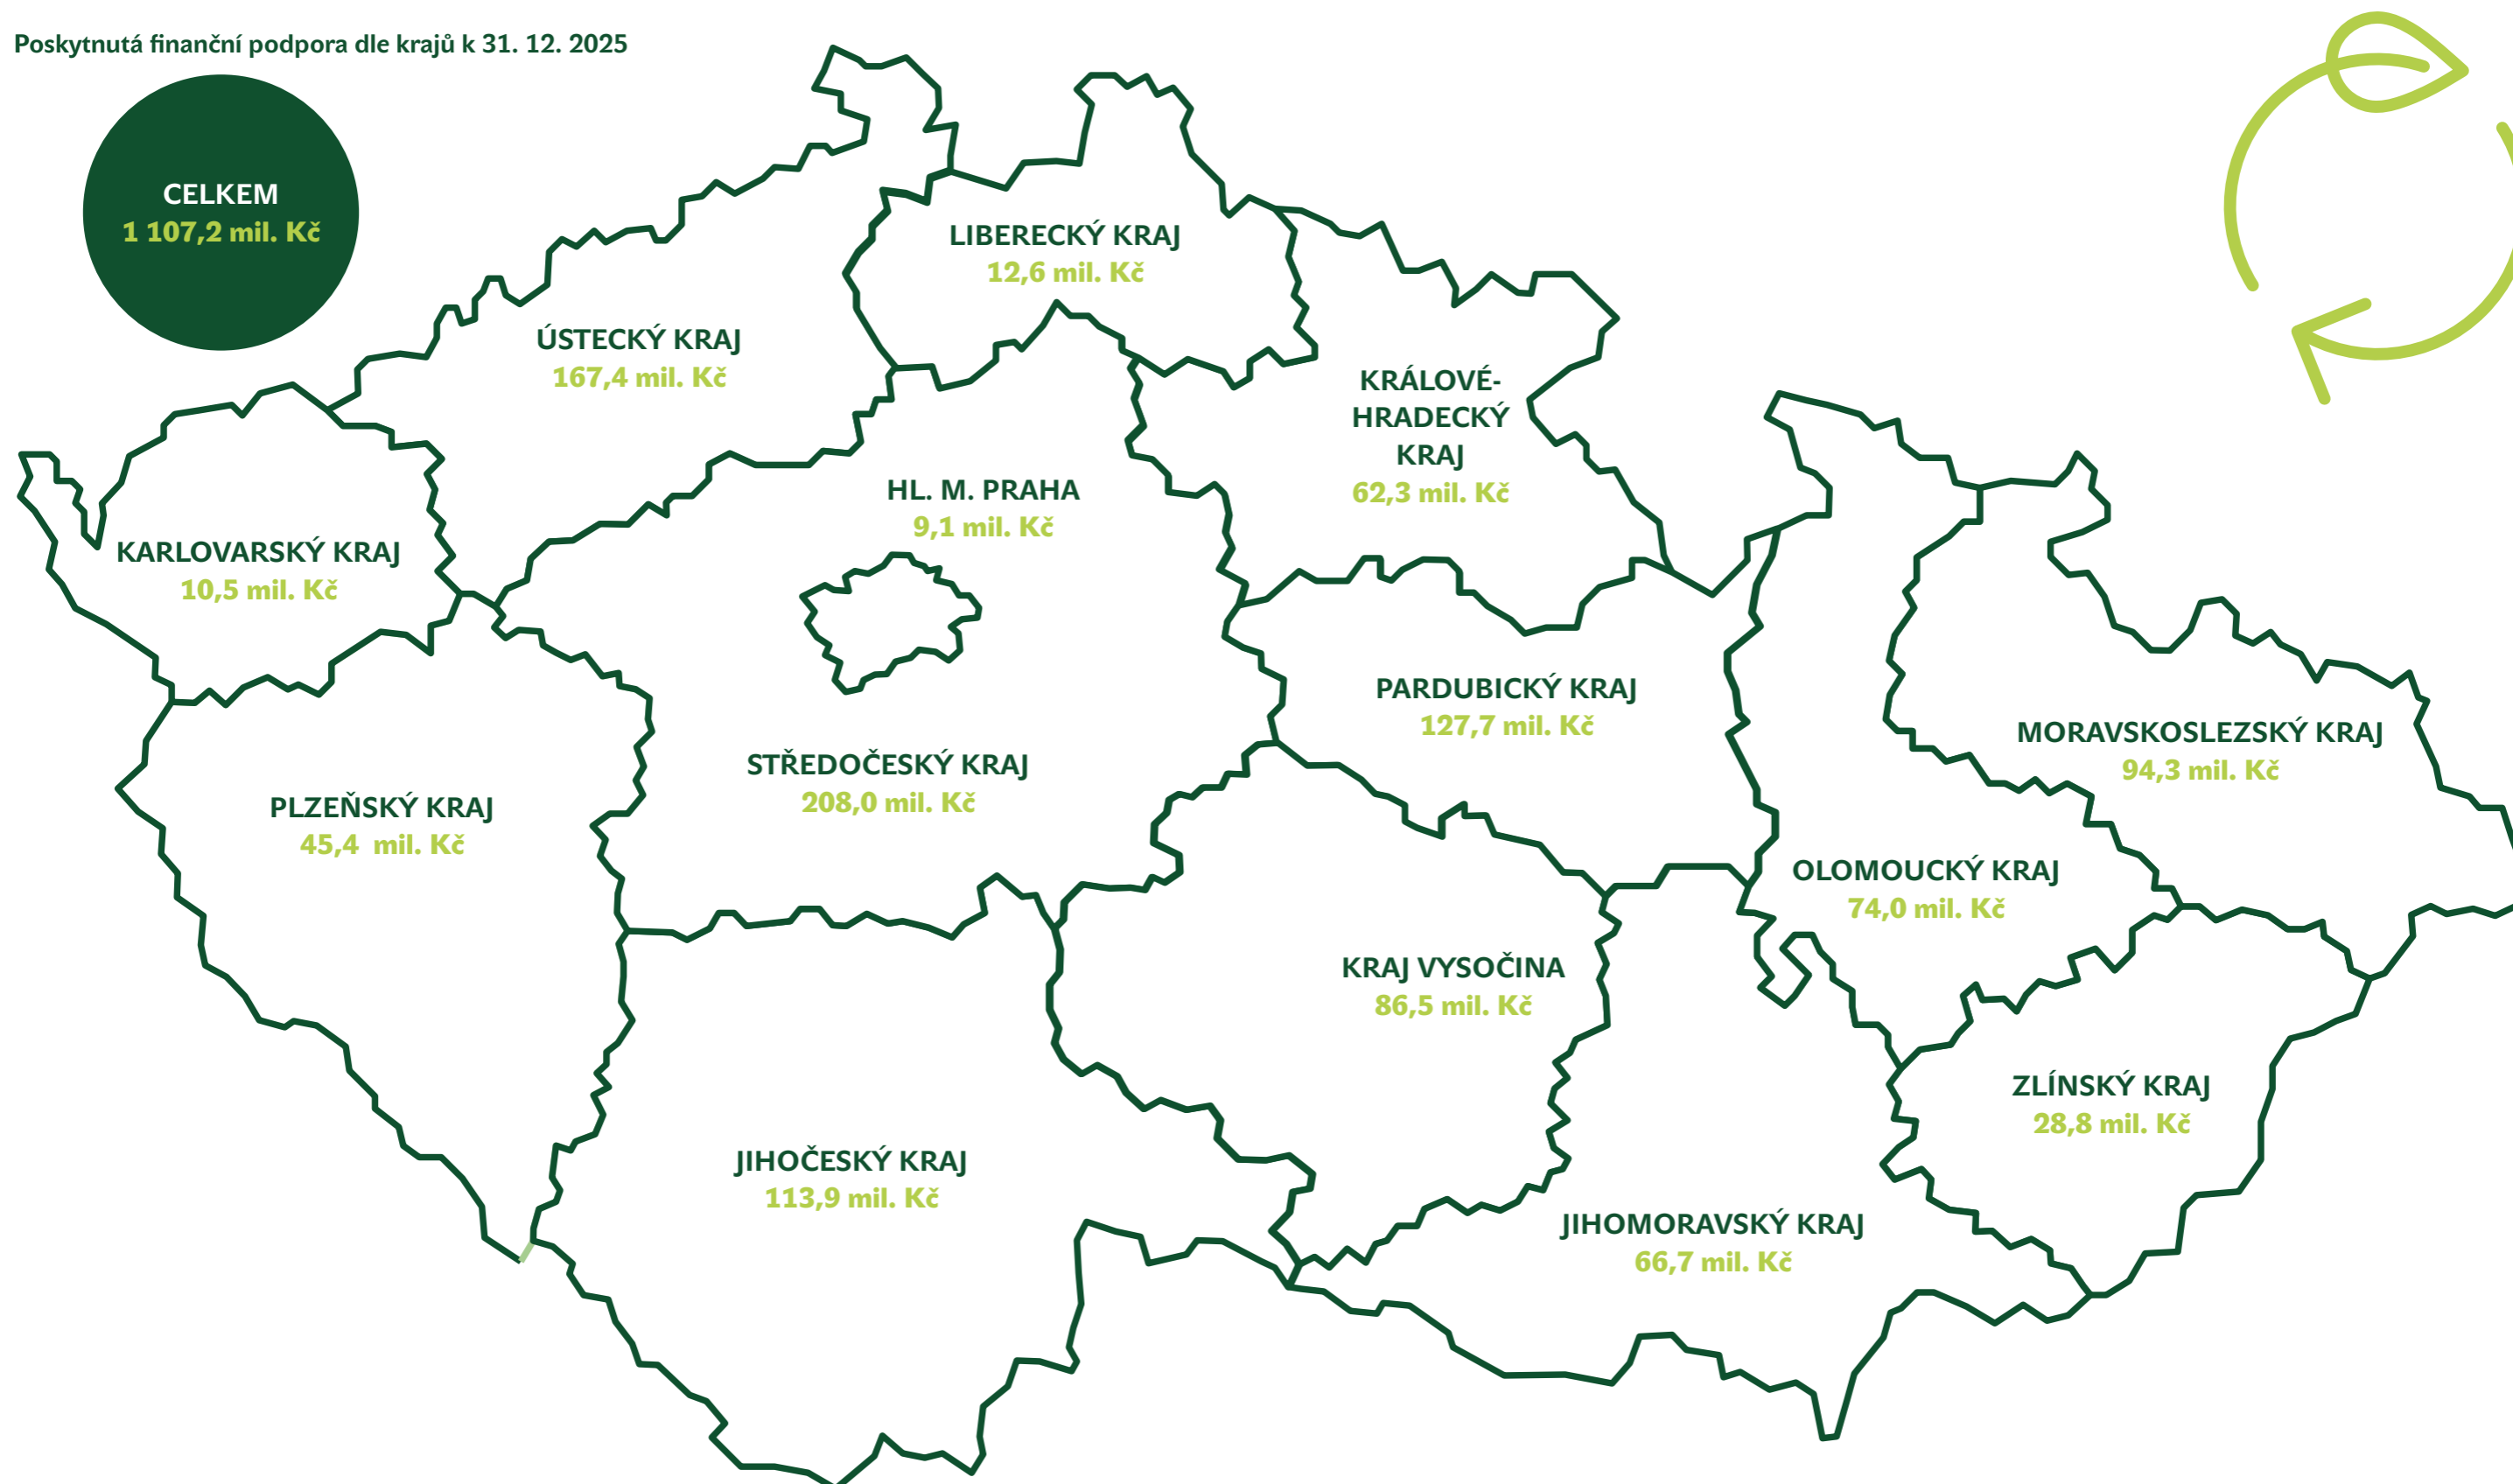 Poskytnutá finanční podpora dle krajů k 31. 12. 2025
CELKEM
1 107,2 mil. Kč
LIBERECKÝ KRAJ
12,6 mil. Kč
ÚSTECKÝ KRAJ
167,4 mil. Kč
KRÁLOVÉ-
HRADECKÝ
KRAJ
62,3 mil. Kč
HL. M. PRAHA
9,1 mil. Kč
KARLOVARSKÝ KRAJ
10,5 mil. Kč
PARDUBICKÝ KRAJ
127,7 mil. Kč
MORAVSKOSLEZSKÝ KRAJ
94,3 mil. Kč
STŘEDOČESKÝ KRAJ
208,0 mil. Kč
PLZEŇSKÝ KRAJ
45,4  mil. Kč
OLOMOUCKÝ KRAJ
74,0 mil. Kč
KRAJ VYSOČINA
86,5 mil. Kč
ZLÍNSKÝ KRAJ
28,8 mil. Kč
JIHOČESKÝ KRAJ
113,9 mil. Kč
JIHOMORAVSKÝ KRAJ
66,7 mil. Kč